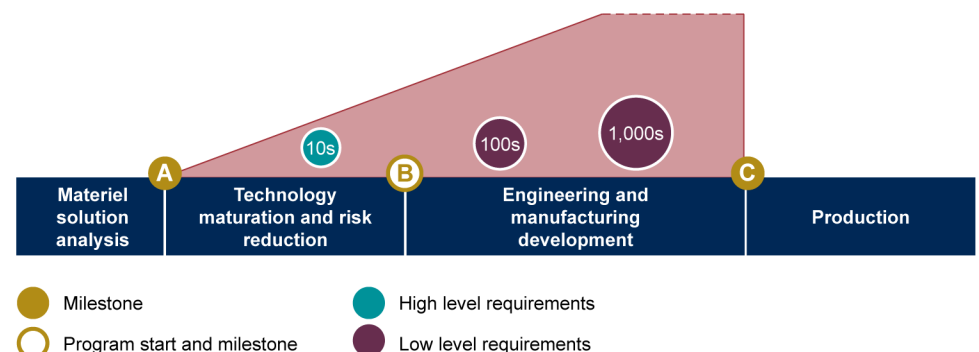 10s
100s
1,000s
A
B
C
Materiel
solution
analysis
Technology
maturation and risk
reduction
Engineering and
manufacturing
development
Production
Milestone
High level requirements
Program start and milestone
Low level requirements